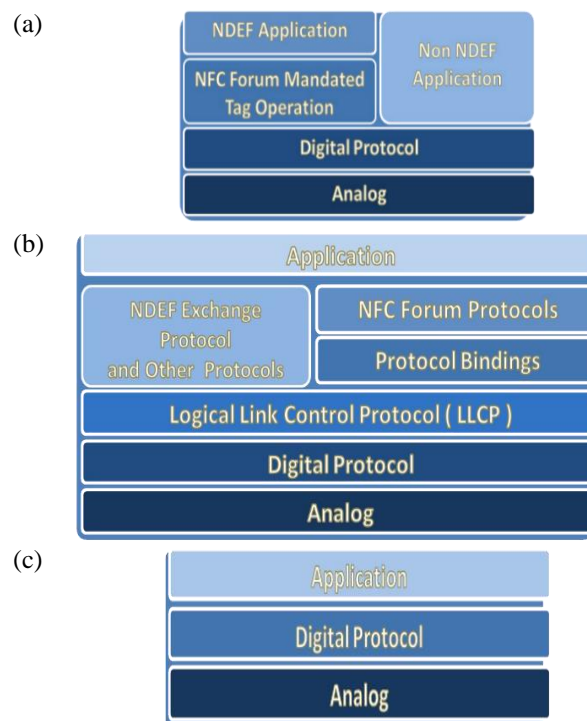 (a)
NDEF Application
NFC Forum Mandated
Tag Operation
Non NDEF
Application
Digital Protocol
Analog
(b)
Application
NDEF Exchange
Protocol
and Other Protocols
NFC Forum Protocols
Protocol Bindings
Logical Link Control Protocol ( LLCP )
Digital Protocol
Analog
(c)
Application
Digital Protocol
Analog